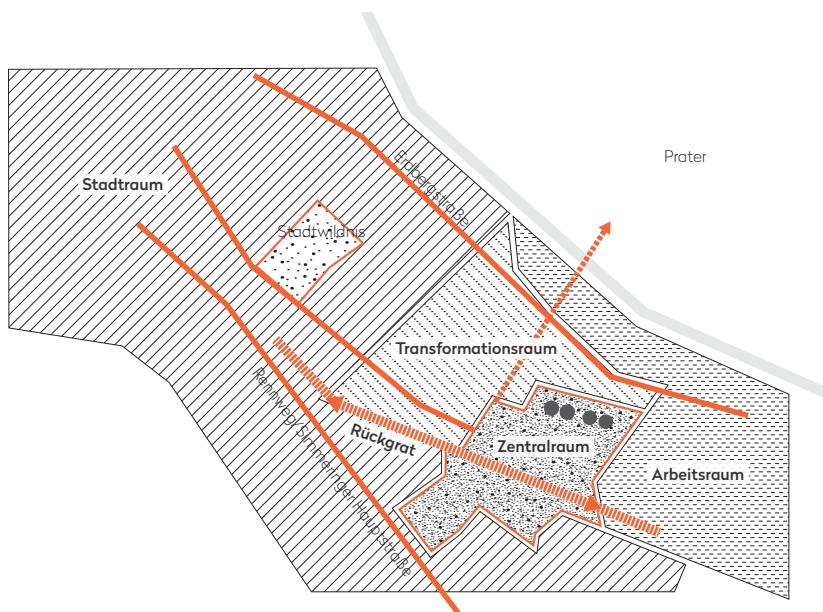 Prater
Erdbergstraße
Stadtraum
Stadtwildnis
Transformationsraum
Rückgrat
Zentralraum
Arbeitsraum
Rennweg/Simmeringer Hauptstraße